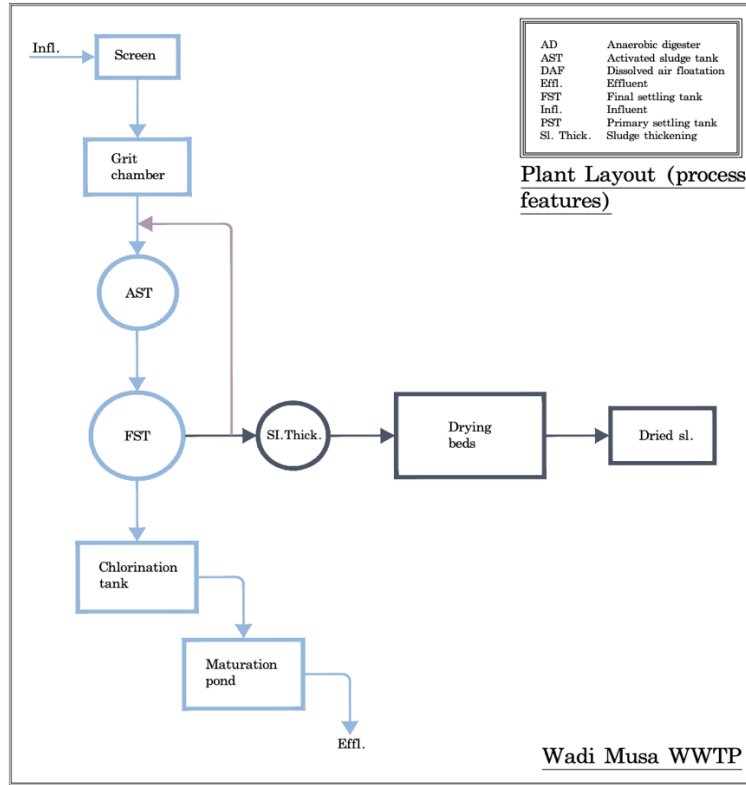 Infl.
Screen
AD Anaerobic digester
AST Activated sludge tank
DAF Dissolved air floatation
Effl. Effluent
FST Final settling tank
Infl. Influent
PST Primary settling tank
Sl. Thick. Sludge thickening
Plant Layout (process
features)
Grit
chamber
AST
FST
SI.Thick.
Drying
beds
Dried sl.
Chlorination
tank
Maturation
pond
Effl.
Wadi Musa WWTP